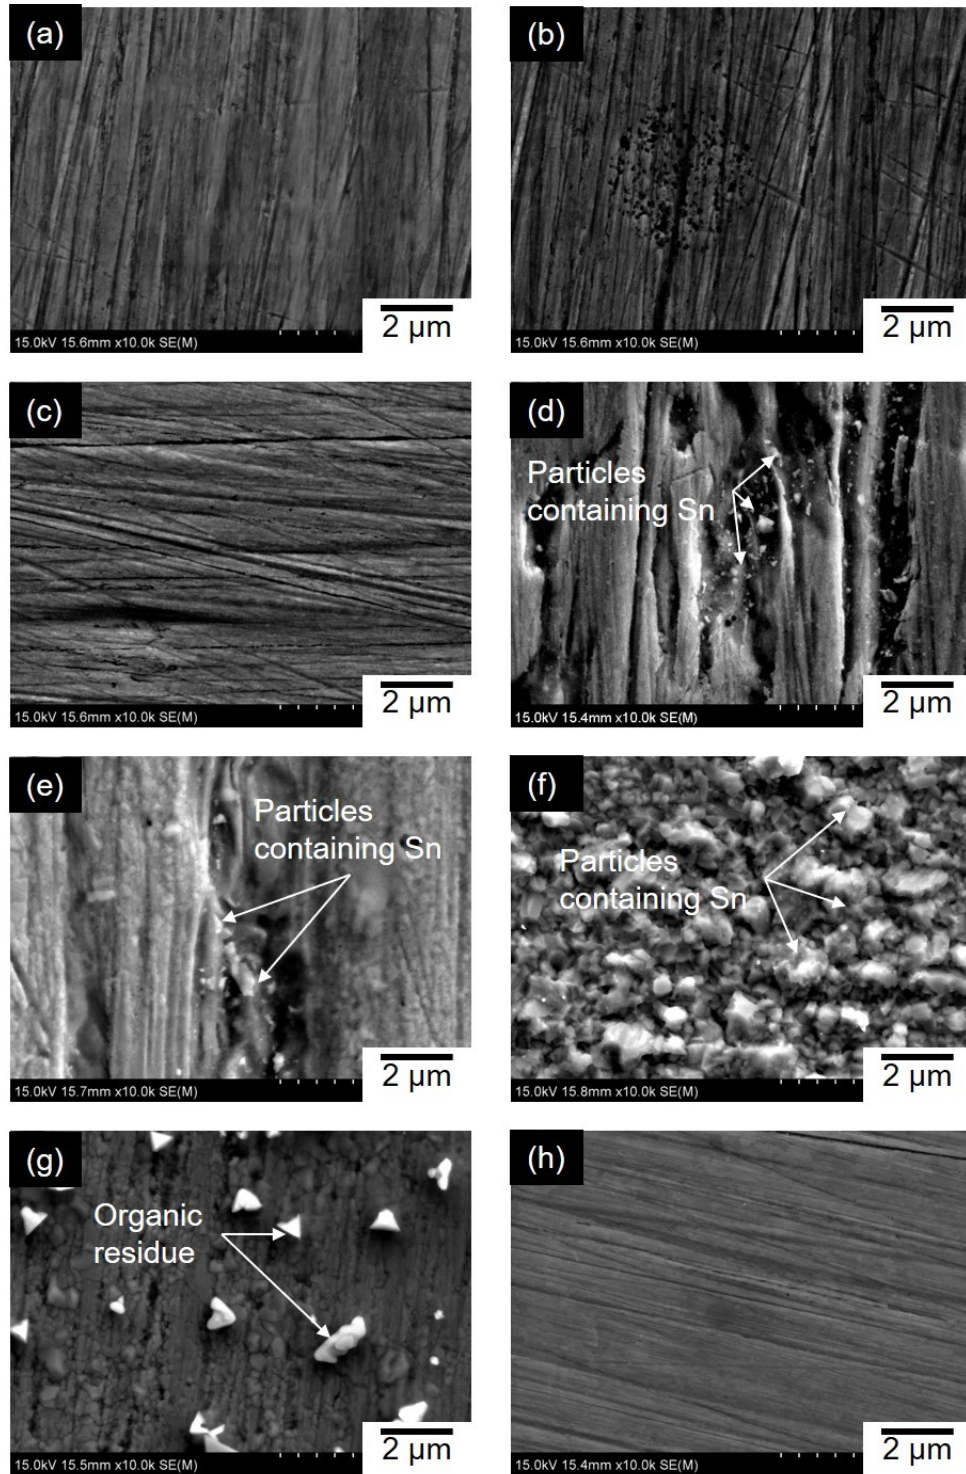 (a)
2 μm
15.0kV 15.6mm x10.0k SE(M)
(b)
2 μm
15.0kV 15.6mm x10.0k SE(M)
(c)
2 μm
15.0kV 15.6mm x10.0k SE(M)
(d)
Particles
containing Sn
2 μm
15.0kV 15.4mm x10.0k SE(M)
(e)
Particles
containing Sn
2 μm
15.0kV 15.7mm x10.0k SE(M)
(f)
Particles
containing Sn
2 μm
15.0kV 15.8mm x10.0k SE(M)
(g)
Organic
residue
2 μm
15.0kV 15.5mm x10.0k SE(M)
(h)
2 μm
15.0kV 15.4mm x10.0k SE(M)